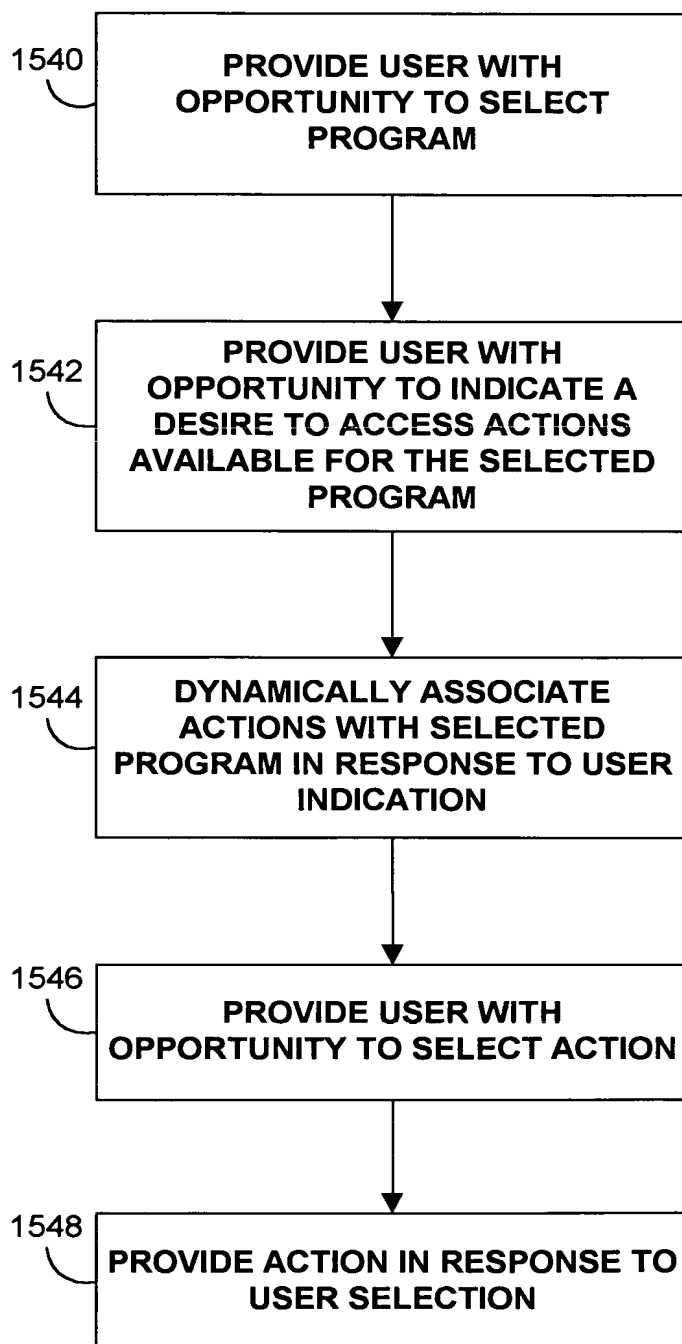 1540
PROVIDE USER WITH
OPPORTUNITY TO SELECT
PROGRAM
1542
PROVIDE USER WITH
OPPORTUNITY TO INDICATE A
DESIRE TO ACCESS ACTIONS
AVAILABLE FOR THE SELECTED
PROGRAM
1544
DYNAMICALLY ASSOCIATE
ACTIONS WITH SELECTED
PROGRAM IN RESPONSE TO USER
INDICATION
1546
PROVIDE USER WITH
OPPORTUNITY TO SELECT ACTION
1548
PROVIDE ACTION IN RESPONSE TO
USER SELECTION